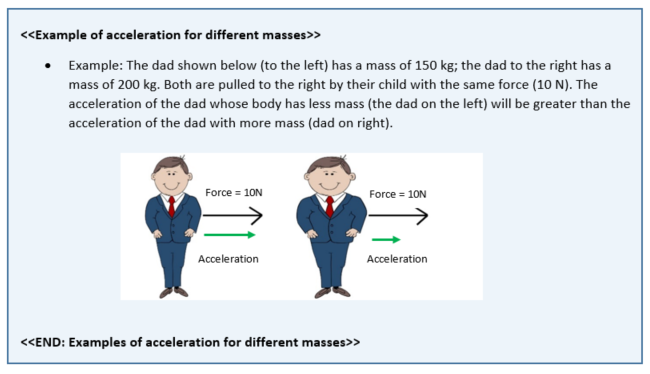 <<Example of acceleration for different masses>>
• Example: The dad shown below (to the left) has a mass of 150 kg; the dad to the right has a
mass of 200 kg. Both are pulled to the right by their child with the same force (10 N). The
acceleration of the dad whose body has less mass (the dad on the left) will be greater than the
acceleration of the dad with more mass (dad on right).
Force = 10N
Acceleration
Force = 10N
Acceleration
<<END: Examples of acceleration for different masses>>